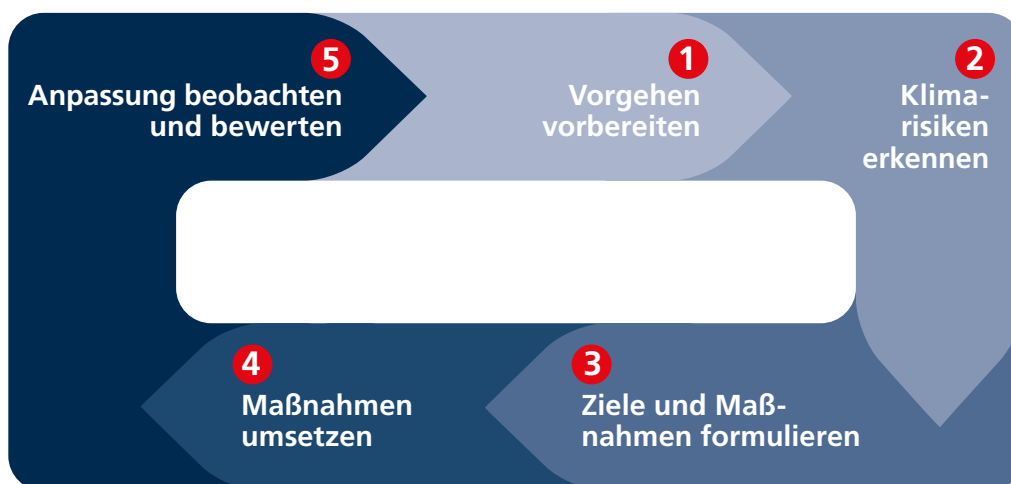 5
Anpassung beobachten
und bewerten
1
Vorgehen
vorbereiten
2
Klima-
risiken
erkennen
4
Maßnahmen
umsetzen
3
Ziele und Maß-
nahmen formulieren